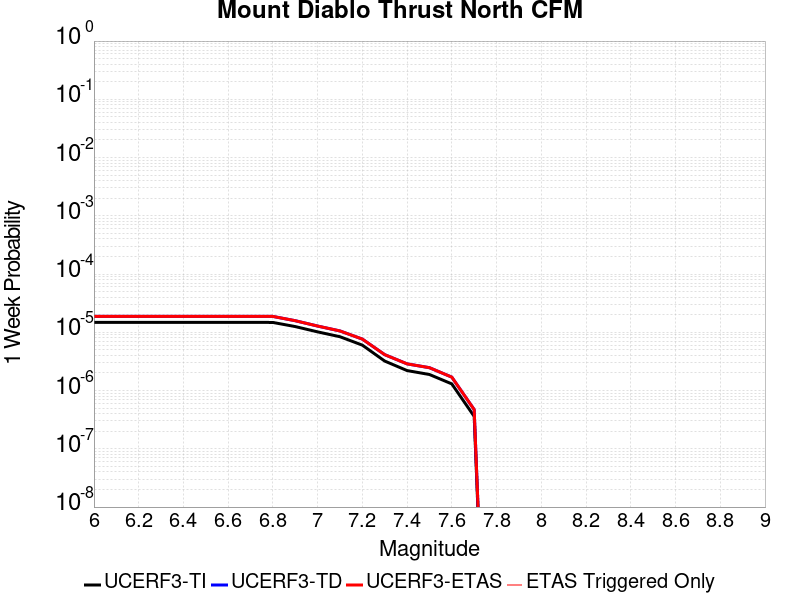 Mount Diablo Thrust North CFM
10^0
10^-1
10^-2
10^-3
10^-4
10^-5
10^-6
10^-7
10^-8
1 Week Probability
6 6.2 6.4 6.6 6.8 7 7.2 7.4 7.6 7.8 8 8.2 8.4 8.6 8.8 9
Magnitude
UCERF3-TI UCERF3-TD UCERF3-ETAS ETAS Triggered Only